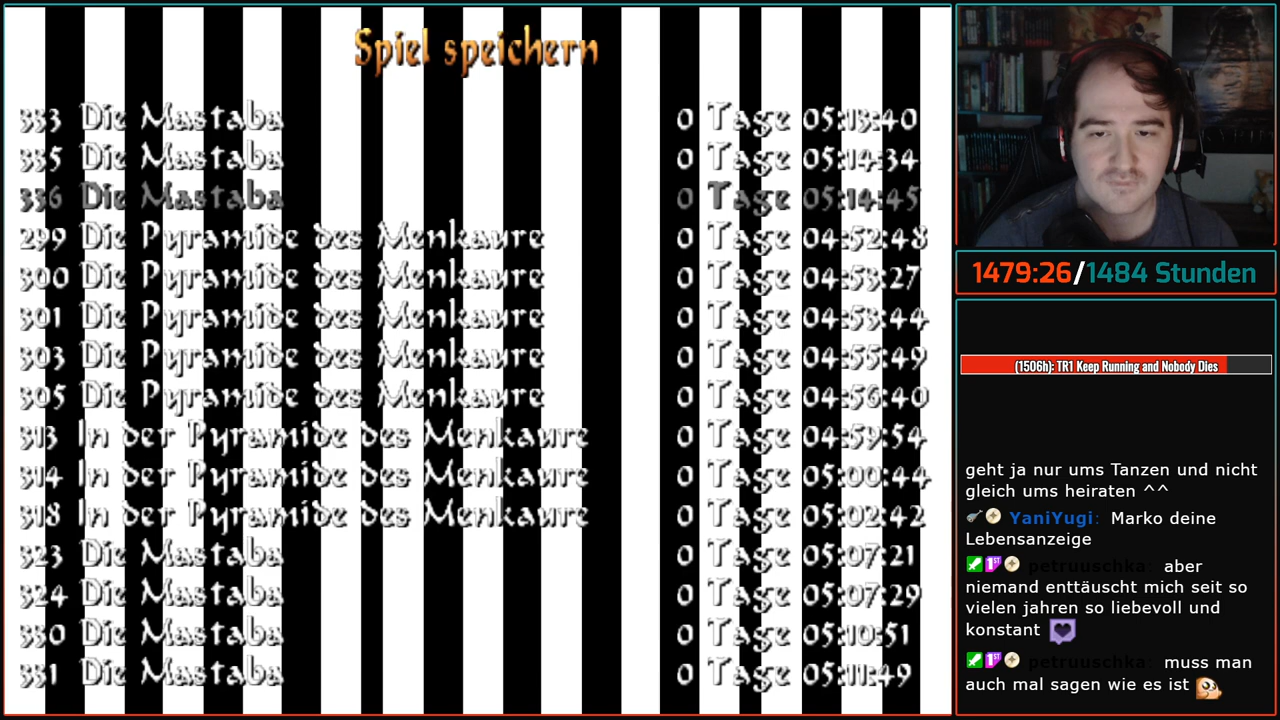 Spiel speichern
333 Die Mastaba 0 Tage 05:13:40
335 Die Mastaba 0 Tage 05:14:34
336 Die Mastaba 0 Tage 05:14:45
299 Die Pyramide des Menkaure 0 Tage 04:52:48
300 Die Pyramide des Menkaure 0 Tage 04:53:27
301 Die Pyramide des Menkaure 0 Tage 04:53:44
303 Die Pyramide des Menkaure 0 Tage 04:55:49
305 Die Pyramide des Menkaure 0 Tage 04:56:40
313 In der Pyramide des Menkaure 0 Tage 04:59:54
314 In der Pyramide des Menkaure 0 Tage 05:00:44
318 In der Pyramide des Menkaure 0 Tage 05:02:42
323 Die Mastaba 0 Tage 05:07:21
324 Die Mastaba 0 Tage 05:07:29
330 Die Mastaba 0 Tage 05:10:51
331 Die Mastaba 0 Tage 05:11:49
1479:26/1484 Stunden
(1506h): TR1 Keep Running and Nobody Dies
geht ja nur ums Tanzen und nicht
gleich ums heiraten ^^
YaniYugi: Marko deine
Lebensanzeige
petruuschka: aber
niemand enttäuscht mich seit so
vielen jahren so liebevoll und
konstant
petruuschka: muss man
auch mal sagen wie es ist